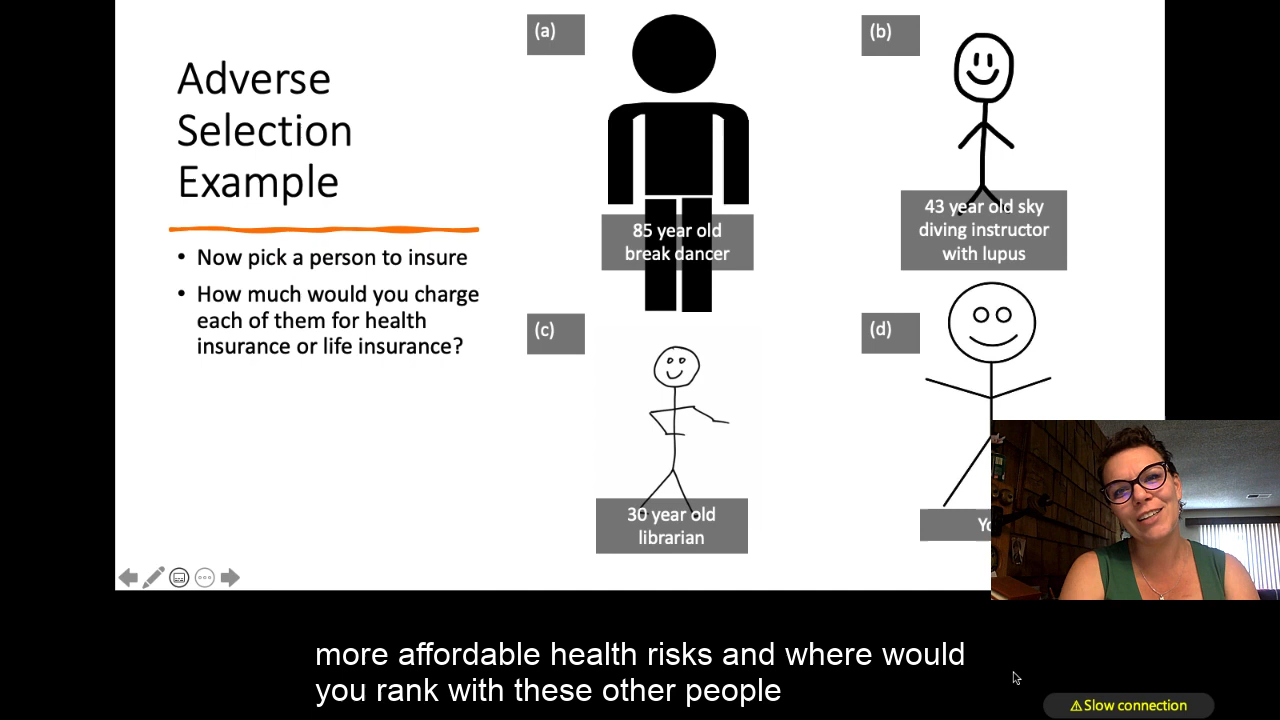 Adverse
Selection
Example
• Now pick a person to insure
• How much would you charge
each of them for health
insurance or life insurance?
(a)
85 year old
break dancer
(b)
43 year old sky
diving instructor
with lupus
(c)
30 year old
librarian
(d)
more affordable health risks and where would
you rank with these other people
⚠Slow connection